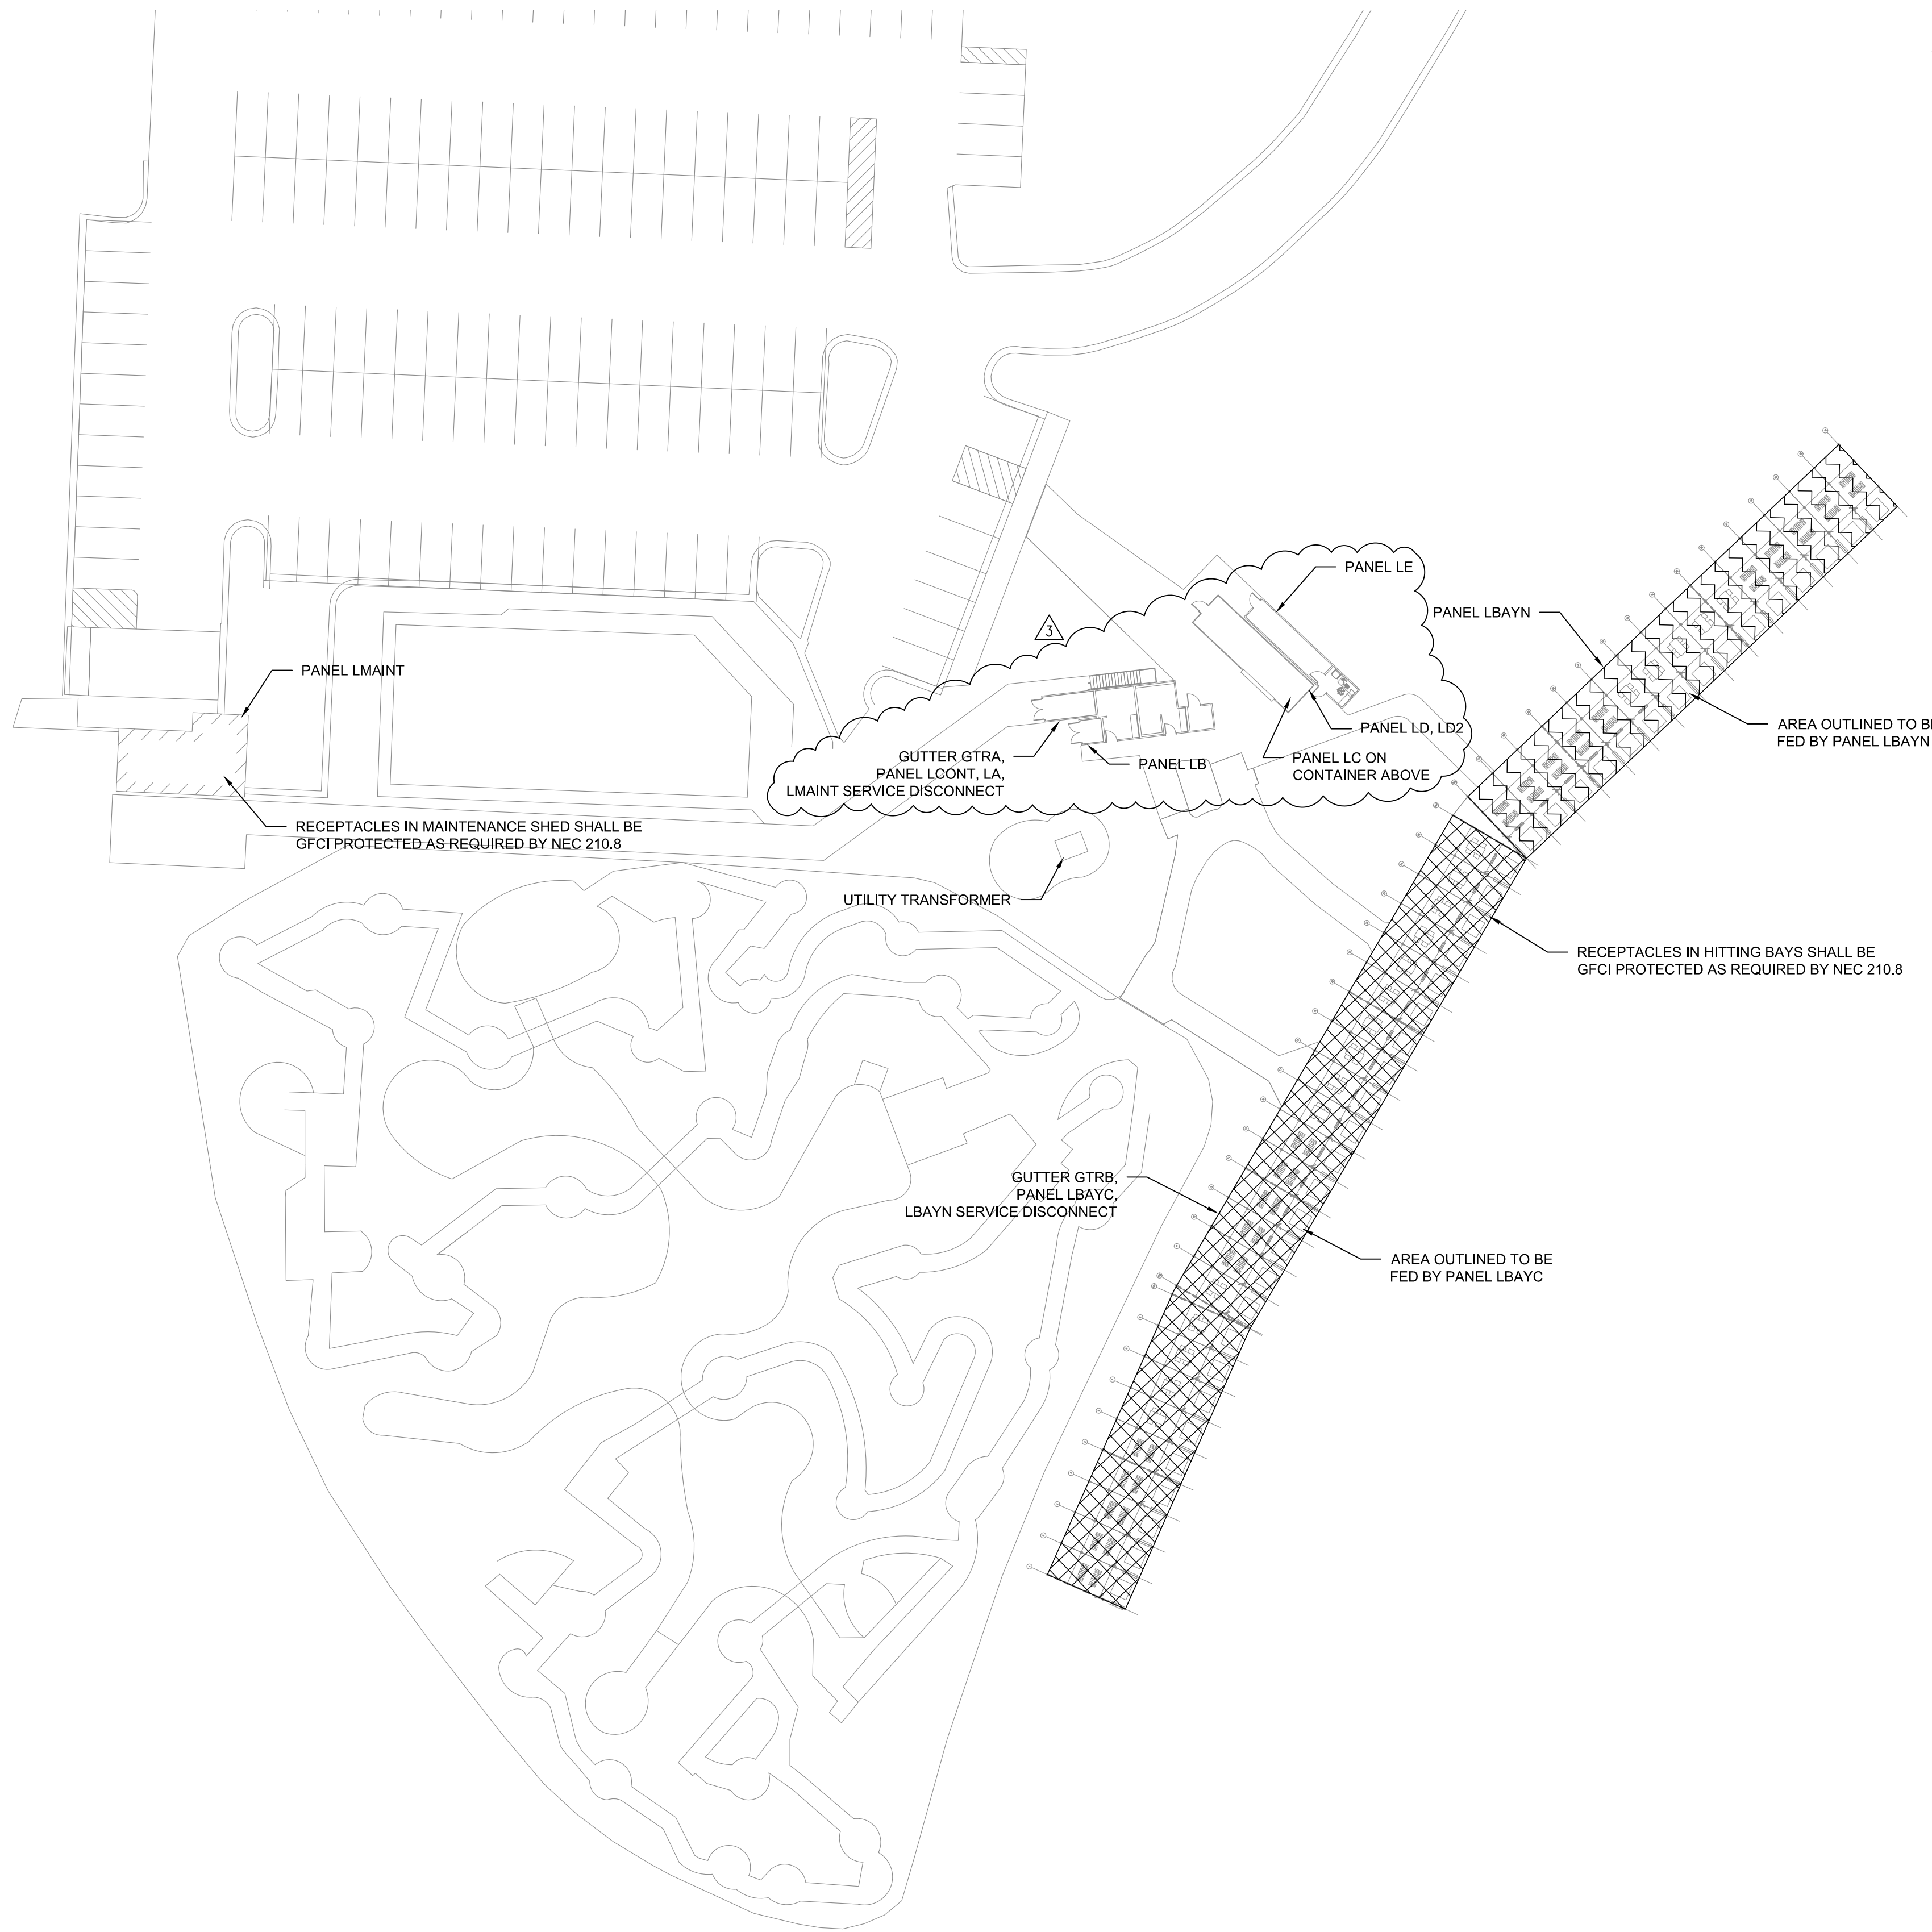 PANEL LE
PANEL LBAYN
3
PANEL LMAINT
AREA OUTLINED TO BE
FED BY PANEL LBAYN
PANEL LD, LD2
GUTTER GTRA,
PANEL LCONT, LA,
LMAINT SERVICE DISCONNECT
PANEL LB
PANEL LC ON
CONTAINER ABOVE
RECEPTACLES IN MAINTENANCE SHED SHALL BE
GFCI PROTECTED AS REQUIRED BY NEC 210.8
UTILITY TRANSFORMER
RECEPTACLES IN HITTING BAYS SHALL BE
GFCI PROTECTED AS REQUIRED BY NEC 210.8
GUTTER GTRB,
PANEL LBAYC,
LBAYN SERVICE DISCONNECT
AREA OUTLINED TO BE
FED BY PANEL LBAYC